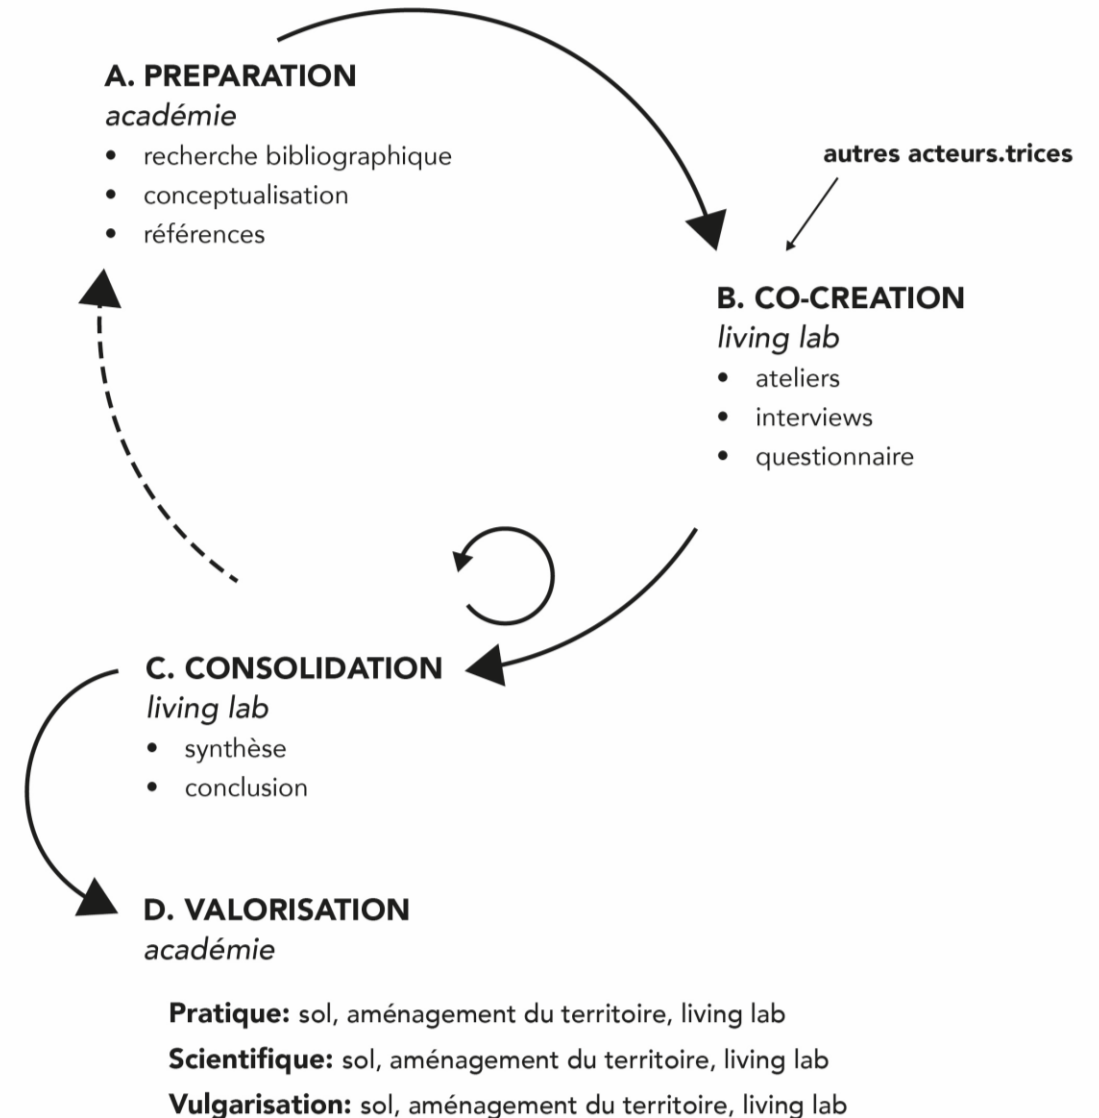 A. PREPARATION
académie
• recherche bibliographique
• conceptualisation
• références
autres acteurs.trices
B. CO-CREATION
living lab
• ateliers
• interviews
• questionnaire
C. CONSOLIDATION
living lab
• synthèse
• conclusion
D. VALORISATION
académie
Pratique: sol, aménagement du territoire, living lab
Scientifique: sol, aménagement du territoire, living lab
Vulgarisation: sol, aménagement du territoire, living lab